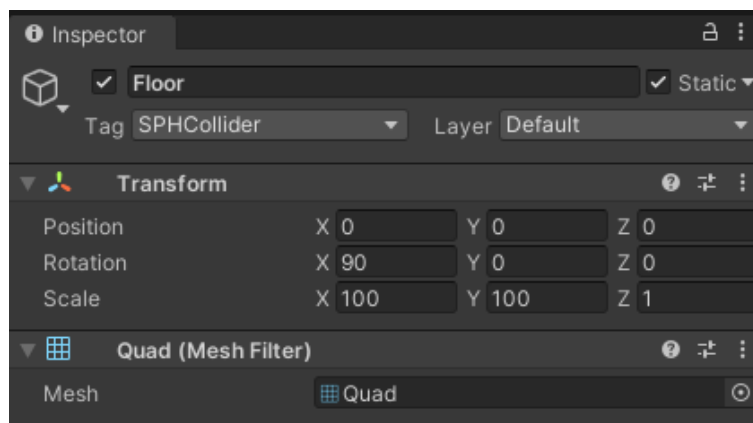 Inspector
Floor
Static
Tag SPHCollider Layer Default
Transform
Position X 0 Y 0 Z 0
Rotation X 90 Y 0 Z 0
Scale X 100 Y 100 Z 1
Quad (Mesh Filter)
Mesh Quad